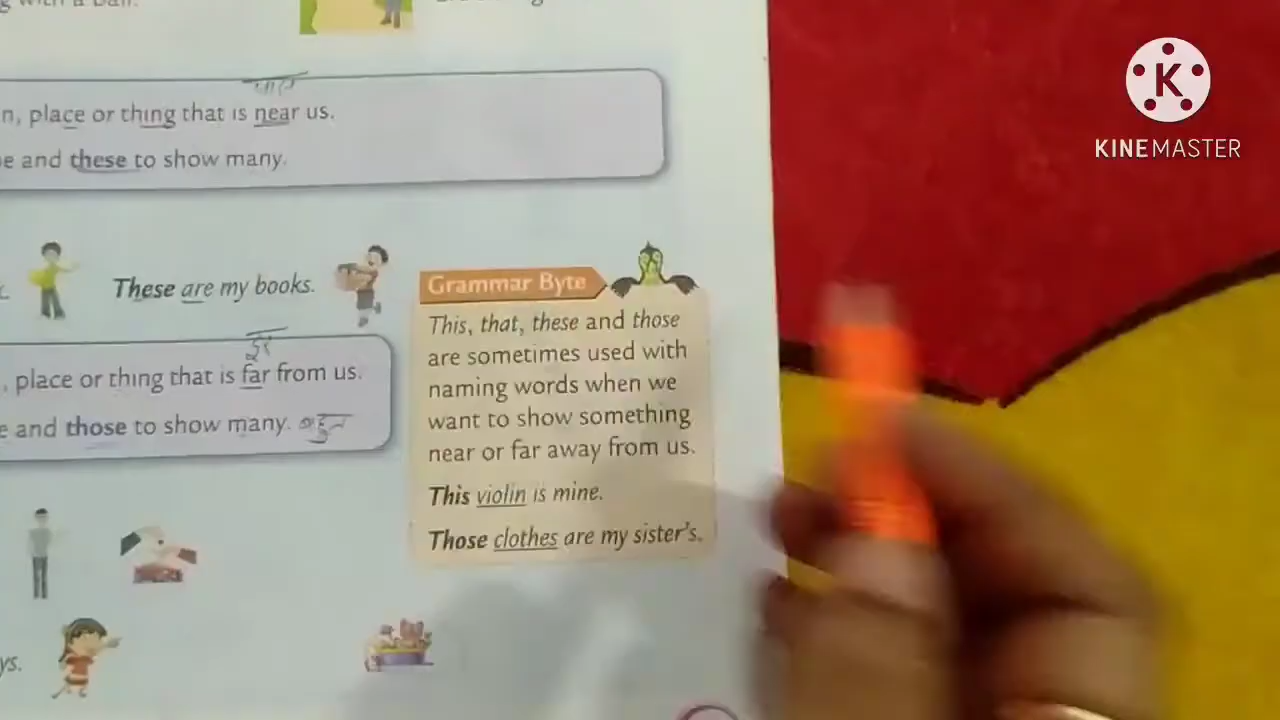 with a ball.
n, place or thing that is near us.
e and these to show many.
These are my books.
Grammar Byte
This, that, these and those
are sometimes used with
naming words when we
want to show something
near or far away from us.
This violin is mine.
Those clothes are my sister's.
दूर
, place or thing that is far from us.
e and those to show many. बहुत
ys.
KINEMASTER